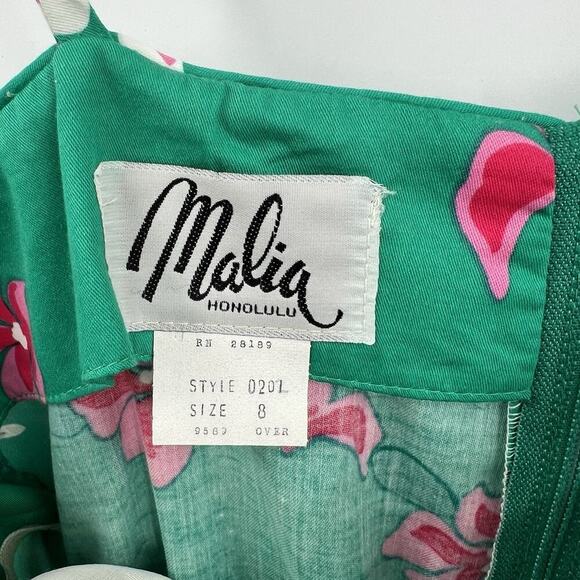 Malia
HONOLULU
RN 28189
STYLE 0201
SIZE 8
9589 OVER